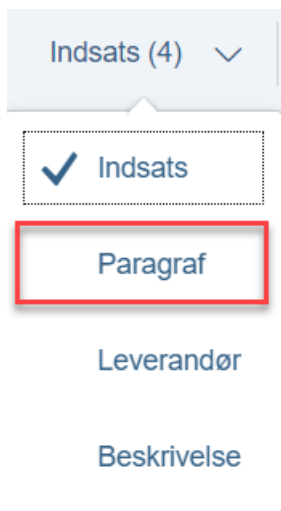 Indsats (4)
Indsats
Paragraf
Leverandør
Beskrivelse